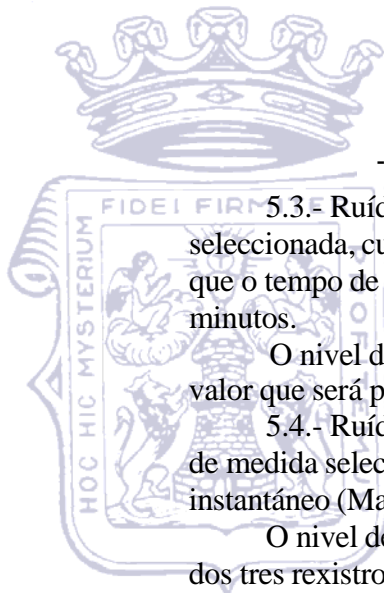 5.3.- Ruíd
seleccionada, cu
que o tempo de
minutos.
O nivel d
valor que será p
5.4.- Ruíd
de medida selec
instantáneo (Ma
O nivel de
dos tres rexistro
FIDEI FIRM
HOC HIC MYSTERIUM